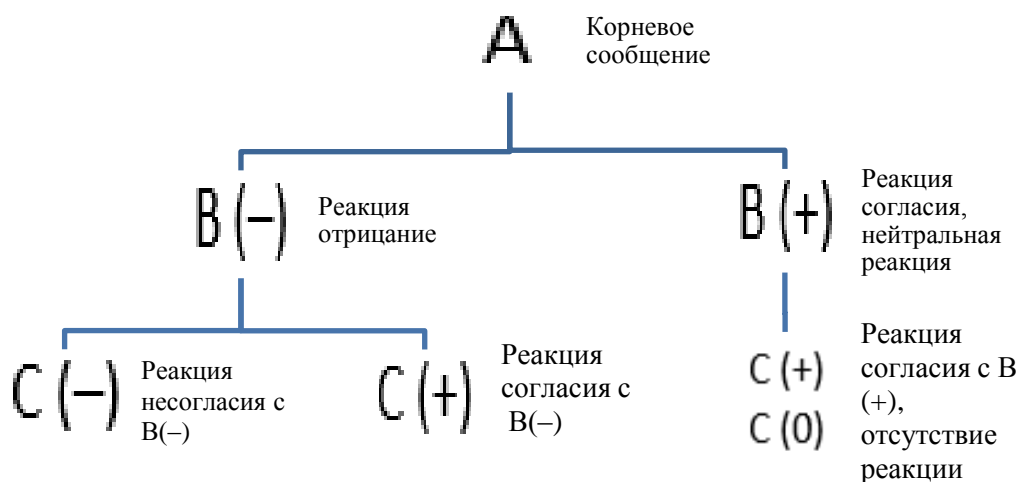 A
Корневое
сообщение
B (–)
Реакция
отрицание
B (+)
Реакция
согласия,
нейтральная
реакция
C (–)
Реакция
несогласия с
B(–)
C (+)
Реакция
согласия с
B(–)
C (+)
C (0)
Реакция
согласия с B
(+),
отсутствие
реакции